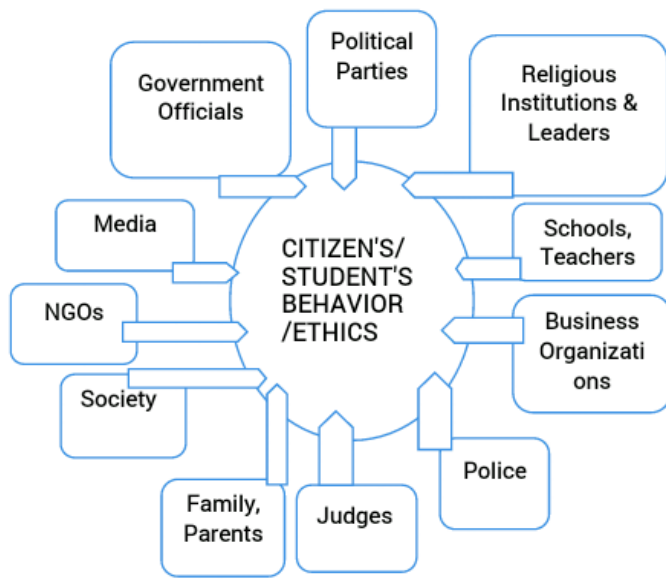 Political
Parties
Government
Officials
Religious
Institutions &
Leaders
Media
Schools,
Teachers
CITIZEN'S/
STUDENT'S
BEHAVIOR
/ETHICS
NGOs
Business
Organizati
ons
Society
Police
Family,
Parents
Judges